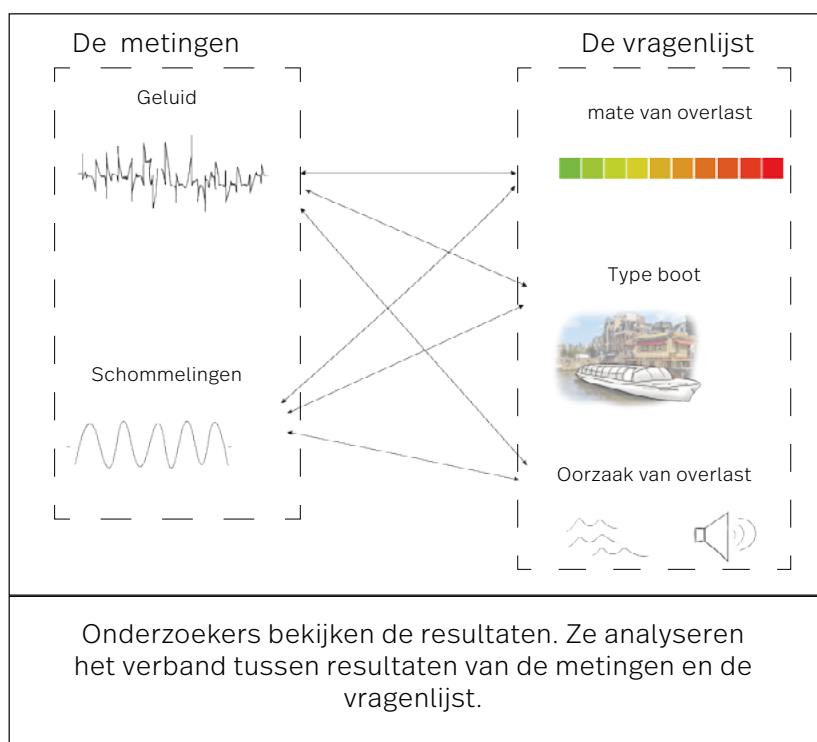 De metingen
De vragenlijst
Geluid
mate van overlast
Type boot
Schommelingen
Oorzaak van overlast
Onderzoekers bekijken de resultaten. Ze analyseren
het verband tussen resultaten van de metingen en de
vragenlijst.